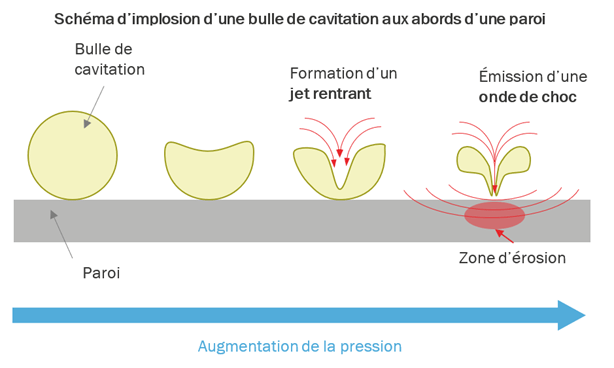 Schéma d'implosion d'une bulle de cavitation aux abords d'une paroi
Bulle de
cavitation
Formation d'un
jet rentrant
Émission d'une
onde de choc
Paroi
Zone d'érosion
Augmentation de la pression